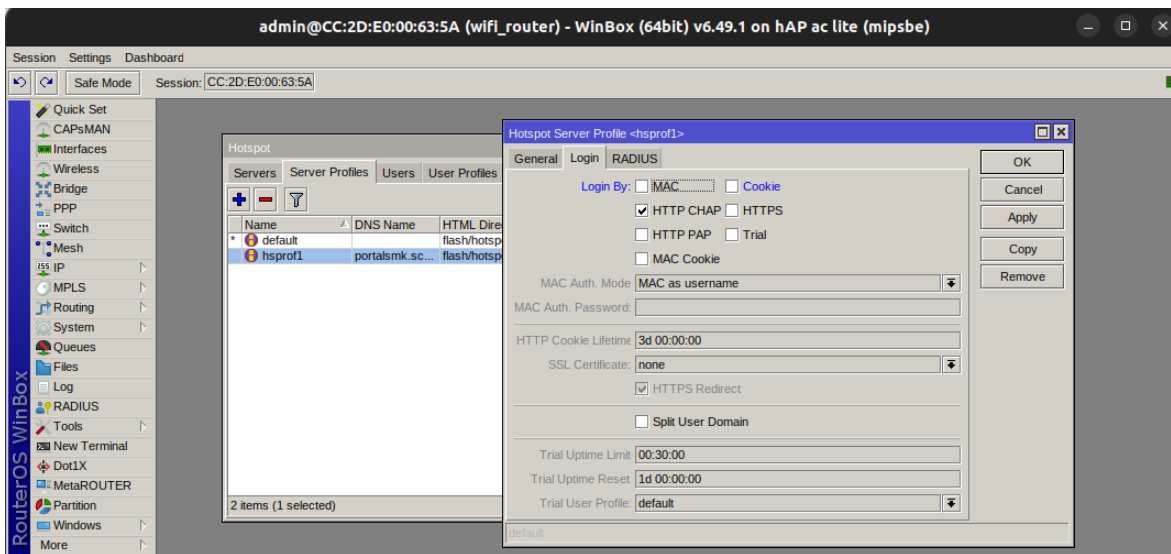 admin@CC:2D:E0:00:63:5A (wifi_router) - WinBox (64bit) v6.49.1 on hAP ac lite (mipsbe)
Session Settings Dashboard
Safe Mode Session: CC:2D:E0:00:63:5A
RouterOS WinBox
Quick Set
CAPsMAN
Interfaces
Wireless
Bridge
PPP
Switch
Mesh
IP
MPLS
Routing
System
Queues
Files
Log
RADIUS
Tools
New Terminal
Dot1X
MetaROUTER
Partition
Windows
More
Hotspot
Servers Server Profiles Users User Profiles
Name DNS Name HTML Dire
* default flash/hotsp
hsprof1 portalsmk.sc... flash/hotsp
2 items (1 selected)
Hotspot Server Profile <hsprof1>
General Login RADIUS
Login By: MAC Cookie
HTTP CHAP HTTPS
HTTP PAP Trial
MAC Cookie
MAC Auth. Mode MAC as username
MAC Auth. Password:
HTTP Cookie Lifetime 3d 00:00:00
SSL Certificate: none
HTTPS Redirect
Split User Domain
Trial Uptime Limit 00:30:00
Trial Uptime Reset 1d 00:00:00
Trial User Profile: default
default
OK
Cancel
Apply
Copy
Remove